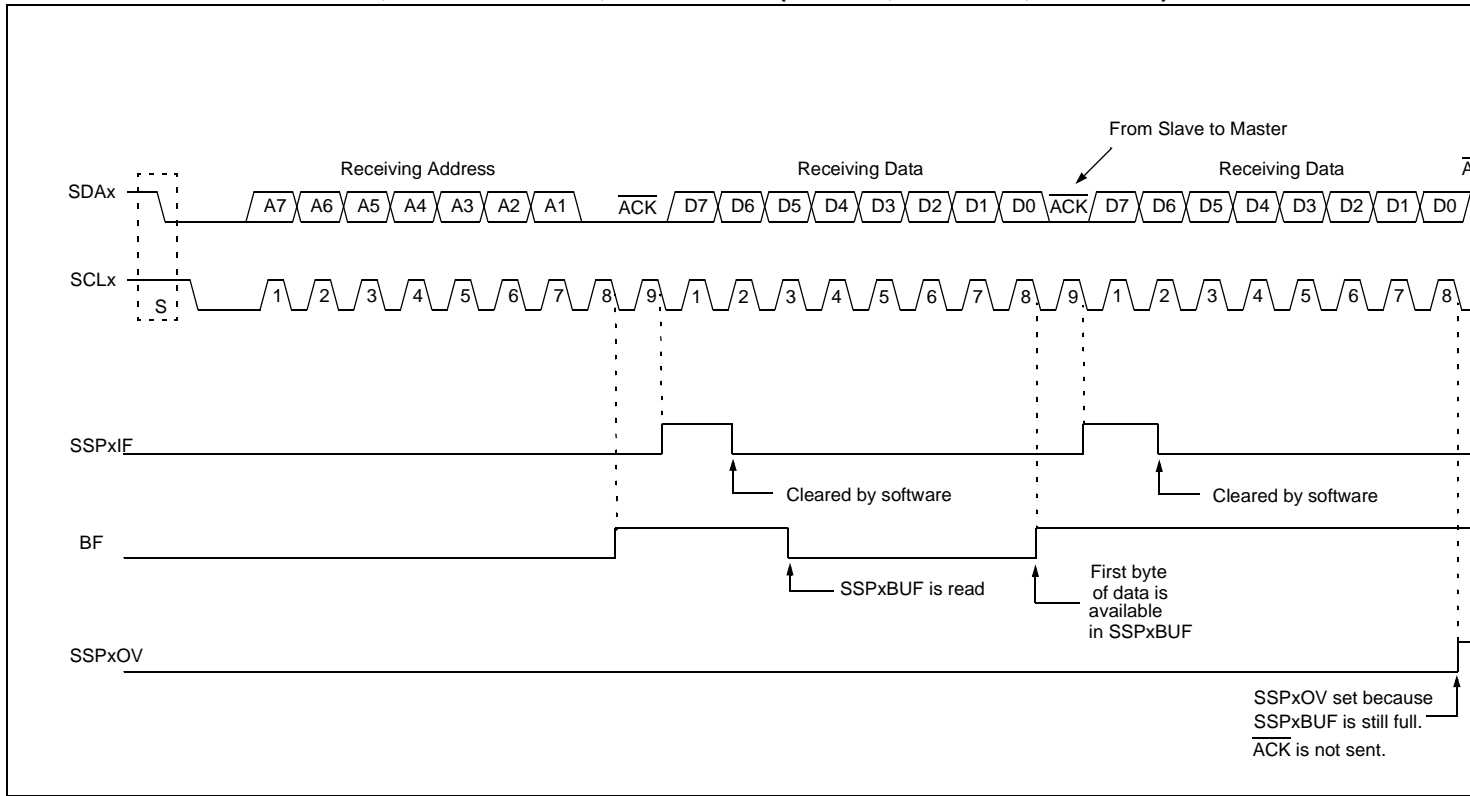 From Slave to Master
Receiving Address
Receiving Data
Receiving Data
SDAx
A7 A6 A5 A4 A3 A2 A1 ACK D7 D6 D5 D4 D3 D2 D1 D0 ACK D7 D6 D5 D4 D3 D2 D1 D0
SCLx
S
1 2 3 4 5 6 7 8 9 1 2 3 4 5 6 7 8 9 1 2 3 4 5 6 7 8
SSPxIF
Cleared by software
Cleared by software
BF
SSPxBUF is read
First byte
of data is
available
in SSPxBUF
SSPxOV
SSPxOV set because
SSPxBUF is still full.
ACK is not sent.